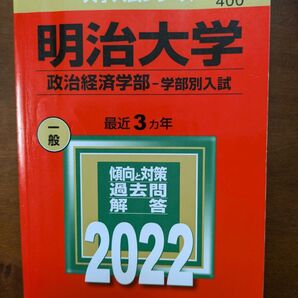 400
明治大学
政治経済学部-学部別入試
一般
最近3カ年
傾向と対策
過去問
解答
2022